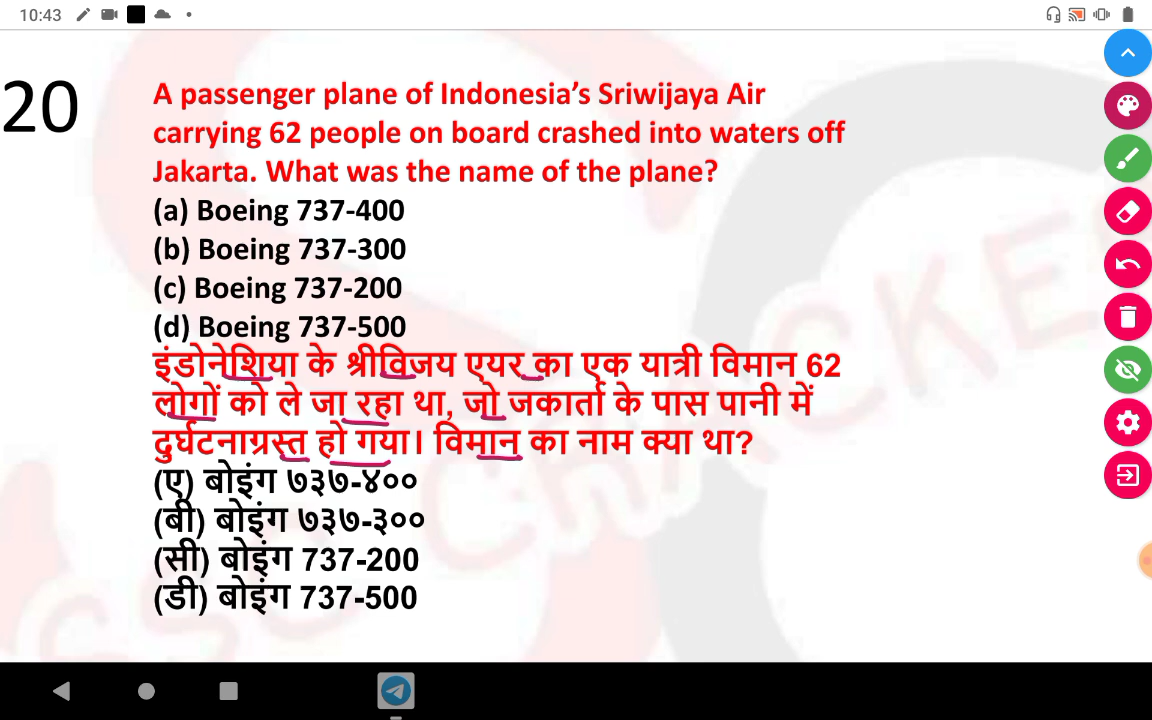 10:43
20
A passenger plane of Indonesia’s Sriwijaya Air
carrying 62 people on board crashed into waters off
Jakarta. What was the name of the plane?
(a) Boeing 737-400
(b) Boeing 737-300
(c) Boeing 737-200
(d) Boeing 737-500
इंडोनेशिया के श्रीविजय एयर का एक यात्री विमान 62
लोगों को ले जा रहा था, जो जकार्ता के पास पानी में
दुर्घटनाग्रस्त हो गया। विमान का नाम क्या था?
(ए) बोइंग ७३७-४००
(बी) बोइंग ७३७-३००
(सी) बोइंग 737-200
(डी) बोइंग 737-500